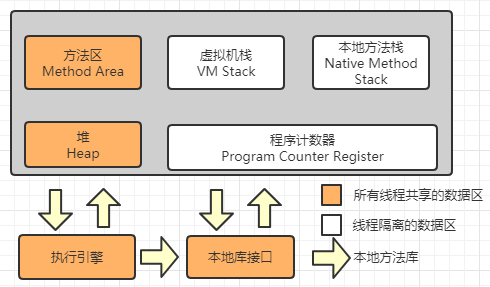 方法区
Method Area
虚拟机栈
VM Stack
本地方法栈
Native Method
Stack
堆
Heap
程序计数器
Program Counter Register
所有线程共享的数据区
线程隔离的数据区
执行引擎
本地库接口
本地方法库